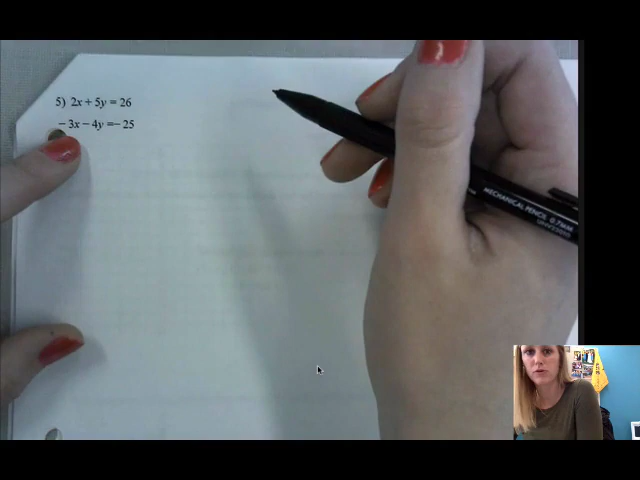 5) 2x + 5y = 26
−3x − 4y =− 25
MECHANICAL PENCIL 0.7MM